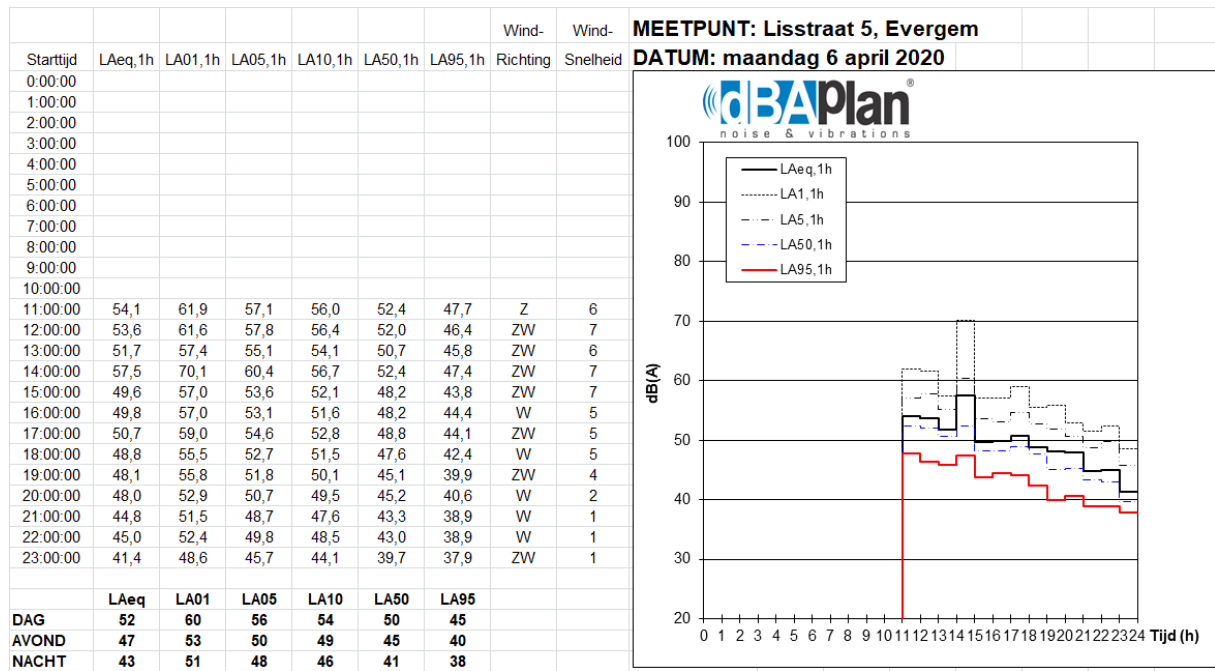 Wind- Wind- MEETPUNT: Lisstraat 5, Evergem
Starttijd LAeq,1h LA01,1h LA05,1h LA10,1h LA50,1h LA95,1h Richting Snelheid DATUM: maandag 6 april 2020
0:00:00
1:00:00
2:00:00
3:00:00
4:00:00
5:00:00
6:00:00
7:00:00
8:00:00
9:00:00
10:00:00
11:00:00 54,1 61,9 57,1 56,0 52,4 47,7 Z 6
12:00:00 53,6 61,6 57,8 56,4 52,0 46,4 ZW 7
13:00:00 51,7 57,4 55,1 54,1 50,7 45,8 ZW 6
14:00:00 57,5 70,1 60,4 56,7 52,4 47,4 ZW 7
15:00:00 49,6 57,0 53,6 52,1 48,2 43,8 ZW 7
16:00:00 49,8 57,0 53,1 51,6 48,2 44,4 W 5
17:00:00 50,7 59,0 54,6 52,8 48,8 44,1 ZW 5
18:00:00 48,8 55,5 52,7 51,5 47,6 42,4 W 5
19:00:00 48,1 55,8 51,8 50,1 45,1 39,9 ZW 4
20:00:00 48,0 52,9 50,7 49,5 45,2 40,6 W 2
21:00:00 44,8 51,5 48,7 47,6 43,3 38,9 W 1
22:00:00 45,0 52,4 49,8 48,5 43,0 38,9 W 1
23:00:00 41,4 48,6 45,7 44,1 39,7 37,9 ZW 1
LAeq LA01 LA05 LA10 LA50 LA95
DAG 52 60 56 54 50 45
AVOND 47 53 50 49 45 40
NACHT 43 51 48 46 41 38
dBAPlan®
noise & vibrations
100
90
80
70
60
50
40
30
20
dB(A)
LAeq,1h
LA1,1h
LA5,1h
LA50,1h
LA95,1h
0 1 2 3 4 5 6 7 8 9 10 11 12 13 14 15 16 17 18 19 20 21 22 23 24 Tijd (h)